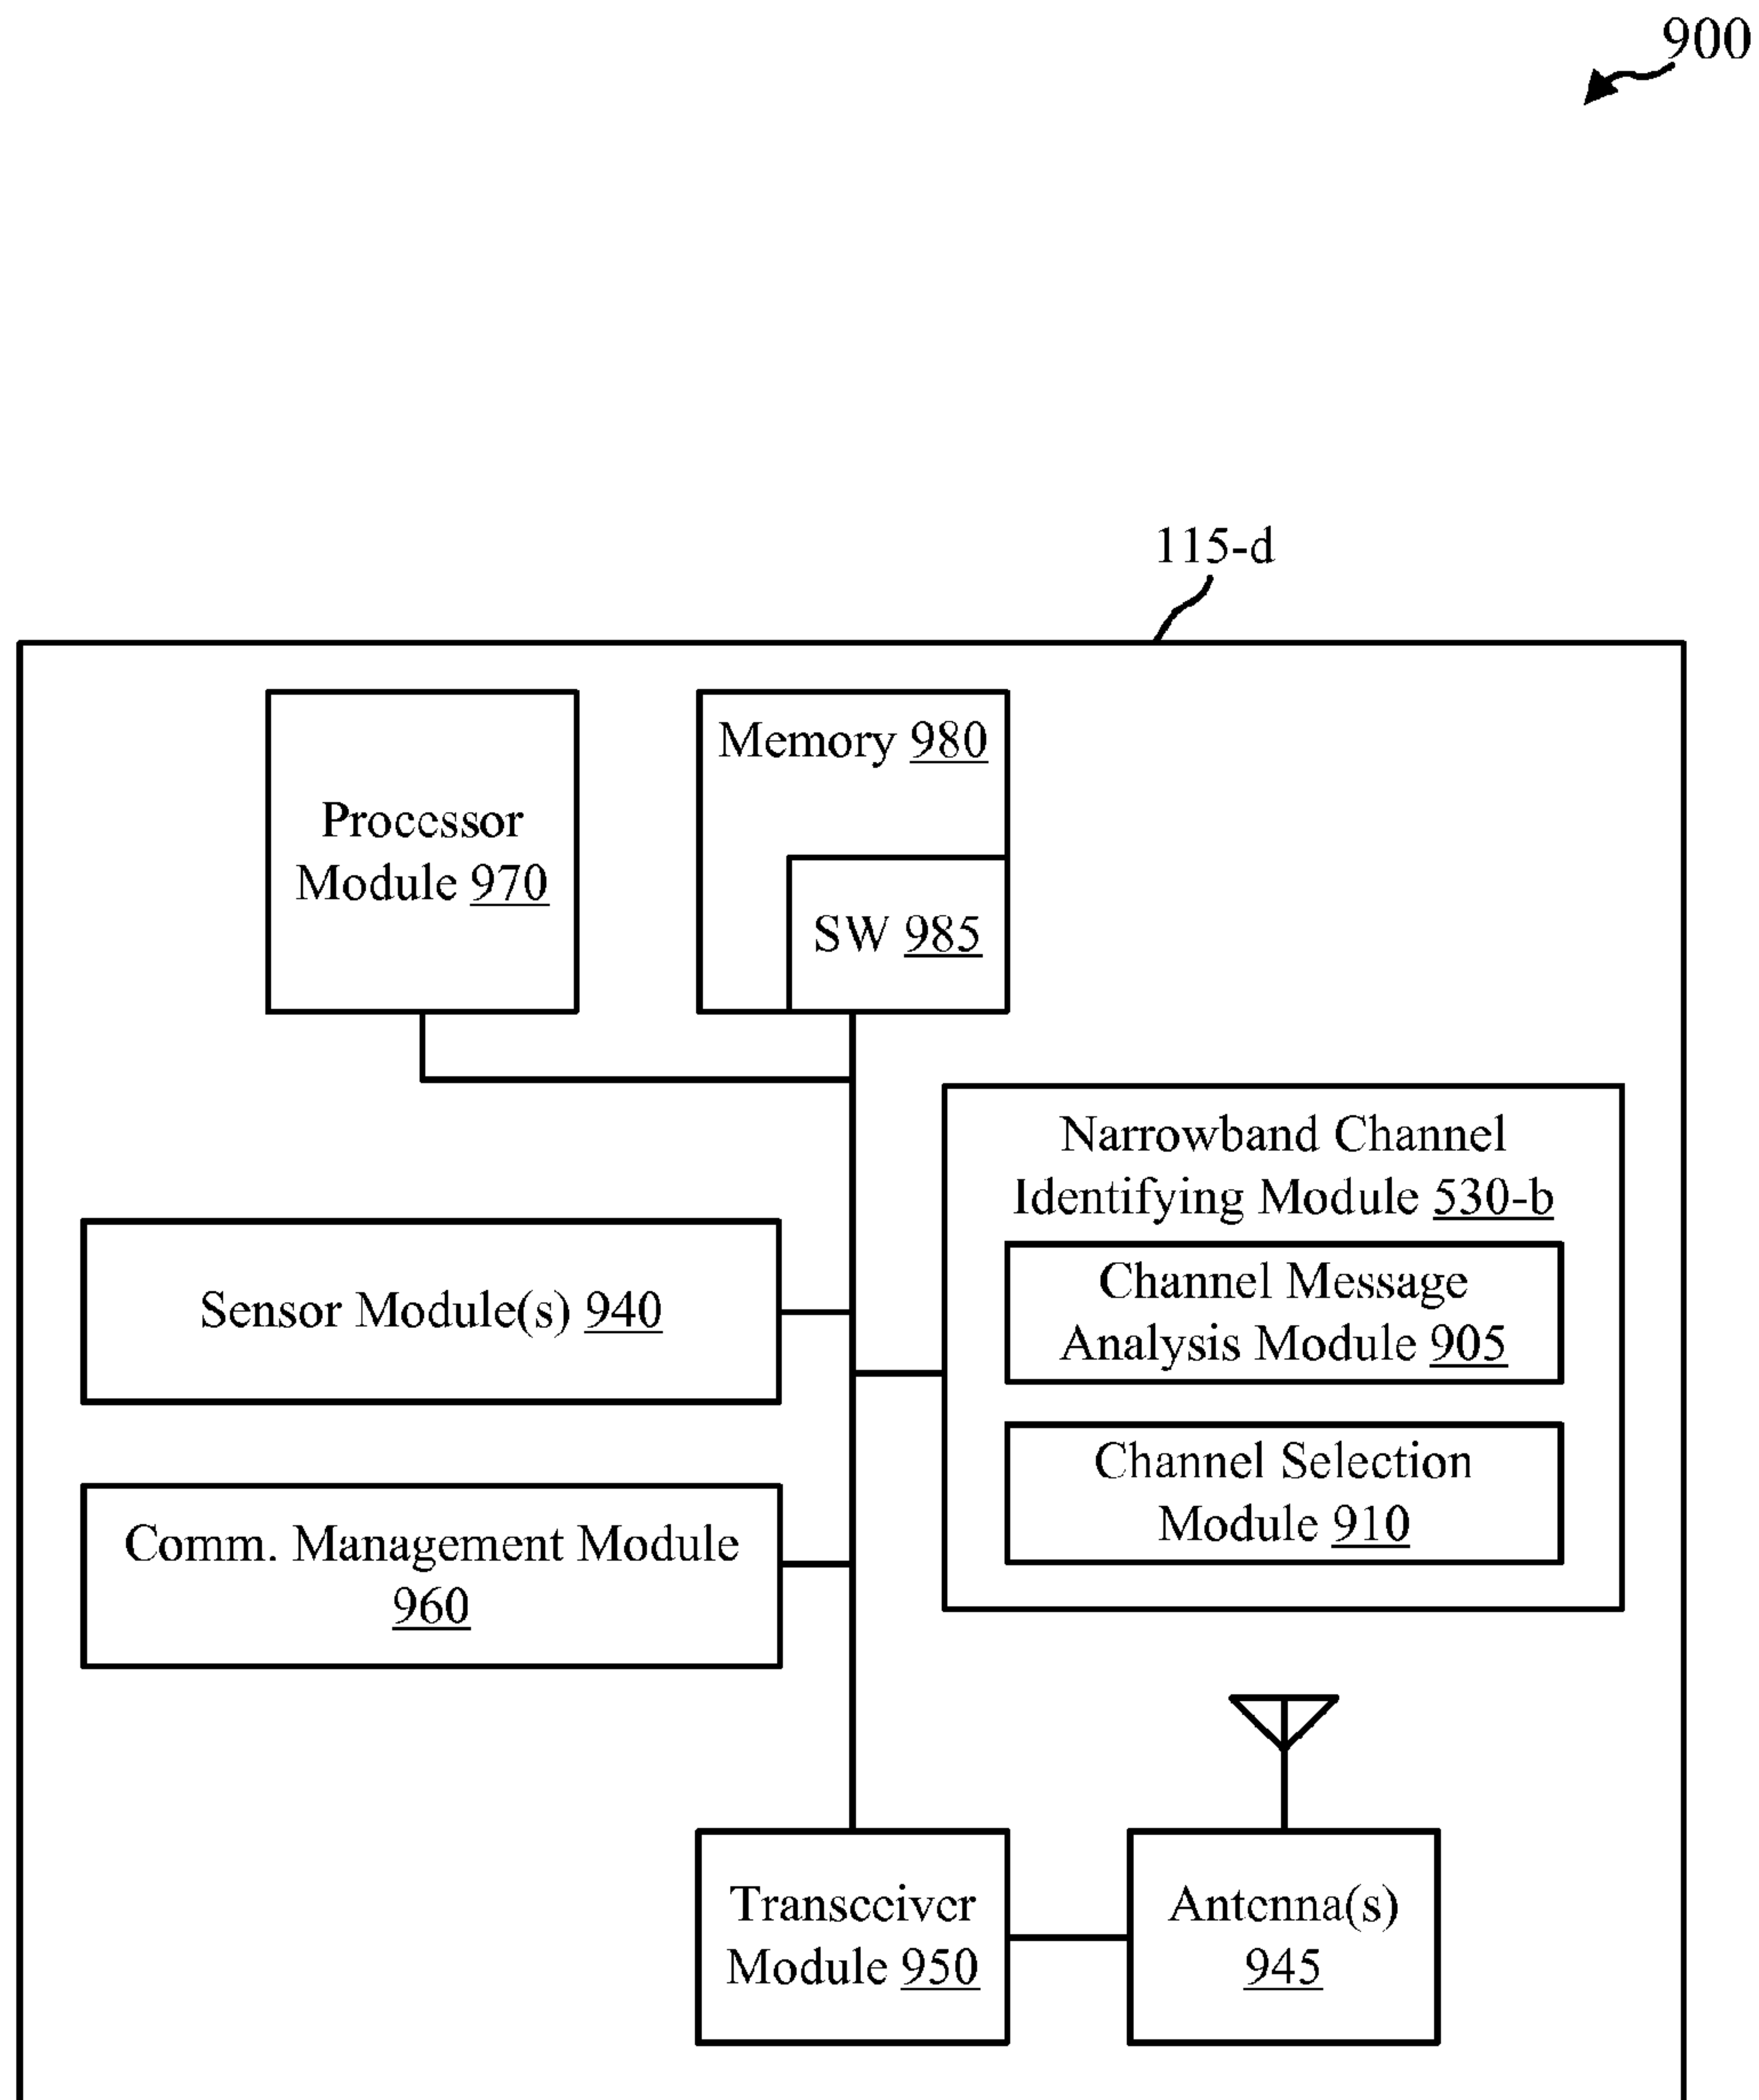 900
115-d
Processor
Module 970
Memory 980
SW 985
Narrowband Channel
Identifying Module 530-b
Channel Message
Analysis Module 905
Channel Selection
Module 910
Sensor Module(s) 940
Comm. Management Module
960
Transceiver
Module 950
Antenna(s)
945